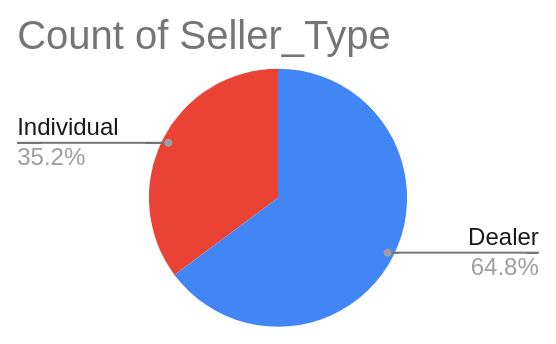 Count of Seller_Type
Individual
35.2%
Dealer
64.8%